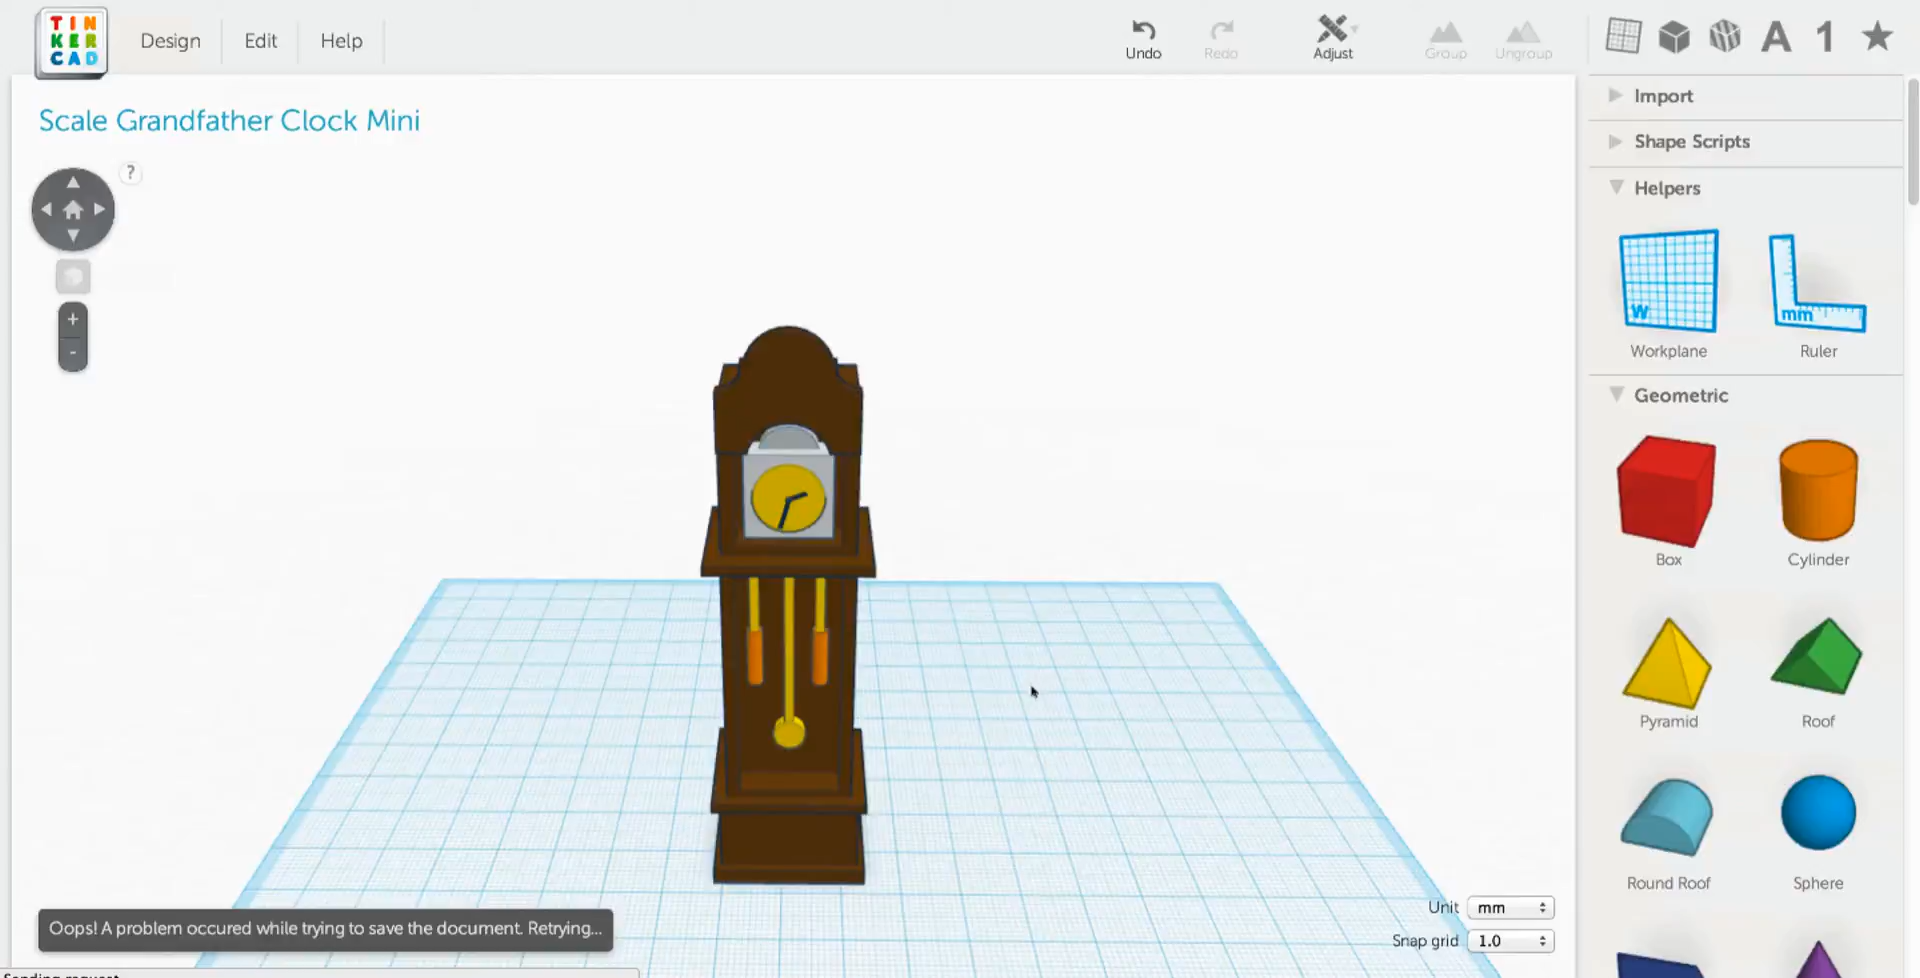 TIN
KER
CAD
Design
Edit
Help
Undo
Redo
Adjust
Group
Ungroup
A
1
Scale Grandfather Clock Mini
?
+
-
Import
Shape Scripts
Helpers
W
mm
Workplane
Ruler
Geometric
Box
Cylinder
Pyramid
Roof
Round Roof
Sphere
Unit
mm
Snap grid
1.0
Oops! A problem occured while trying to save the document. Retrying...
Sending request